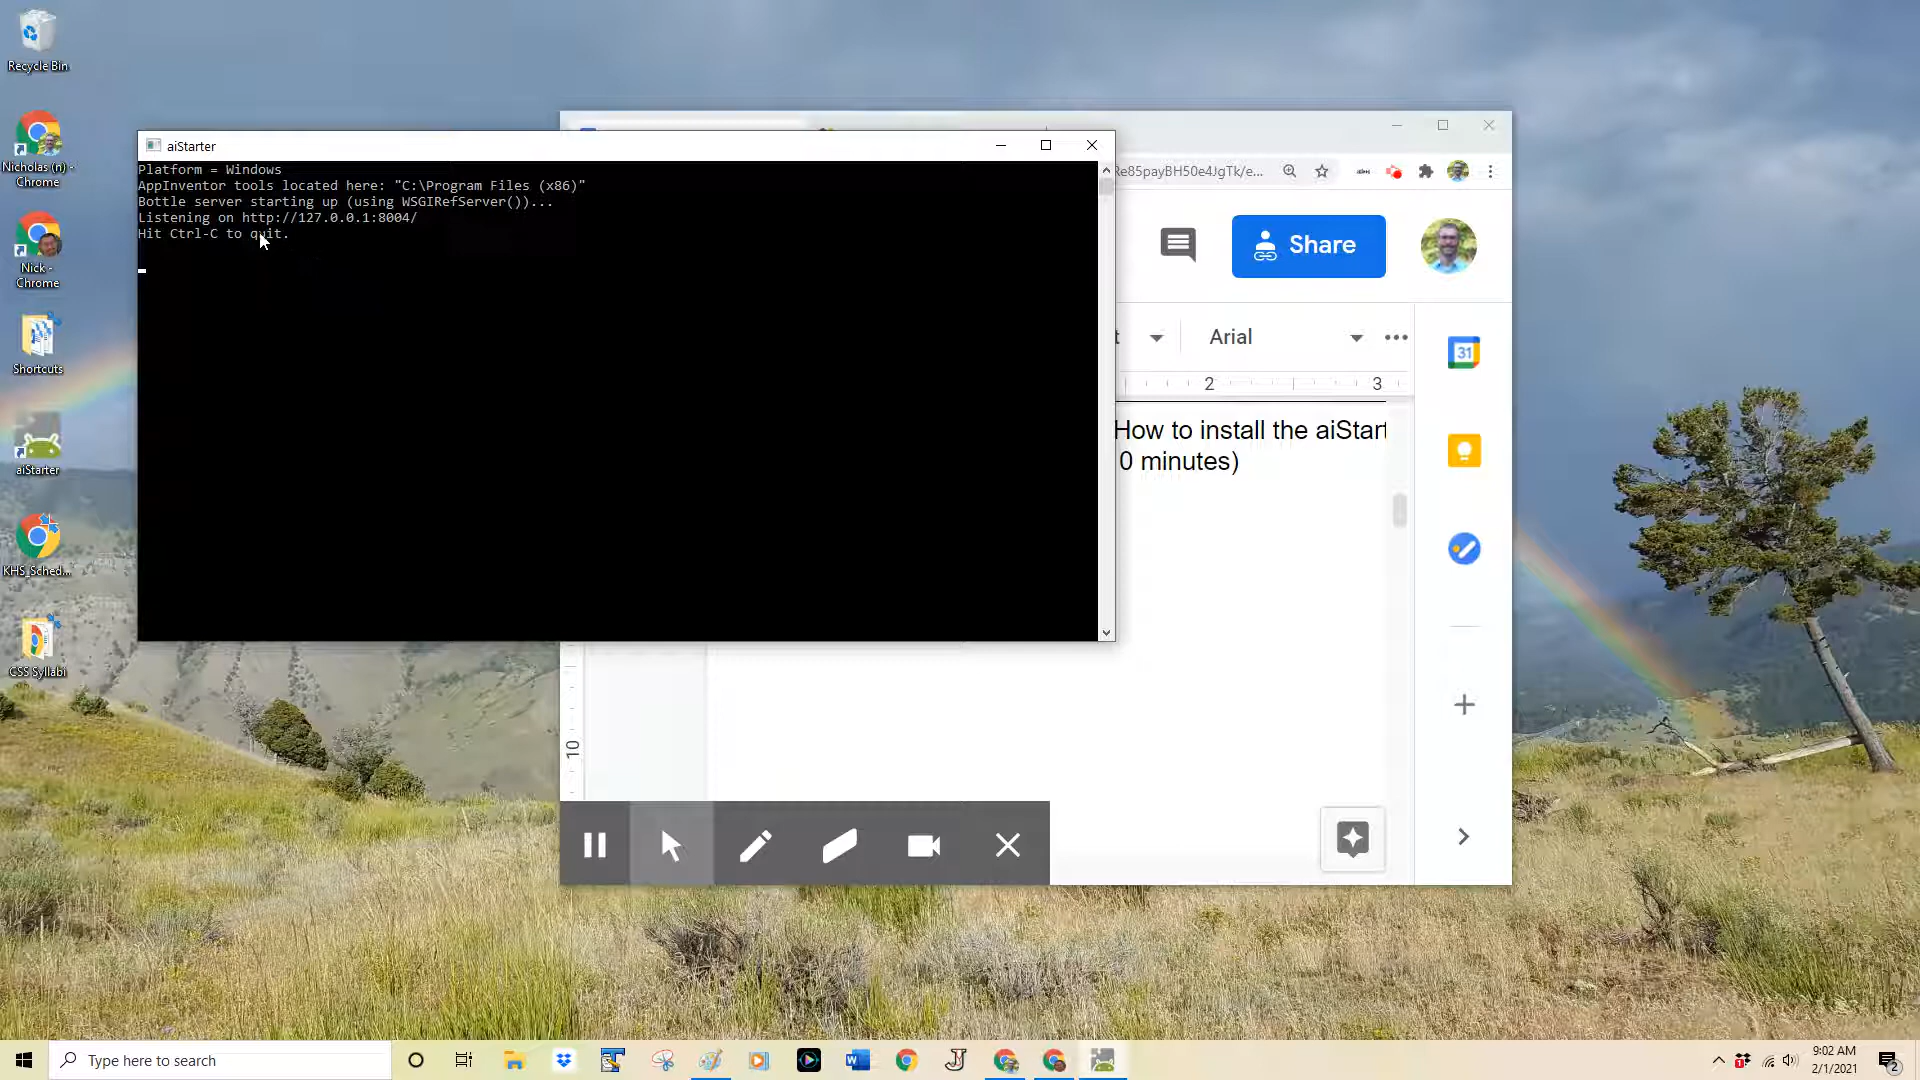 Recycle Bin
Nicholas (n) -
Chrome
Nick -
Chrome
Shortcuts
aiStarter
KHS_Sched...
CSS Syllabi
aiStarter
Platform = Windows
AppInventor tools located here: "C:\Program Files (x86)"
Bottle server starting up (using WSGIRefServer())...
Listening on http://127.0.0.1:8004/
Hit Ctrl-C to quit.
Re85payBH50e4JgTk/e...
Share
t
Arial
2
3
31
How to install the aiStart
0 minutes)
10
Type here to search
9:02 AM
2/1/2021
2